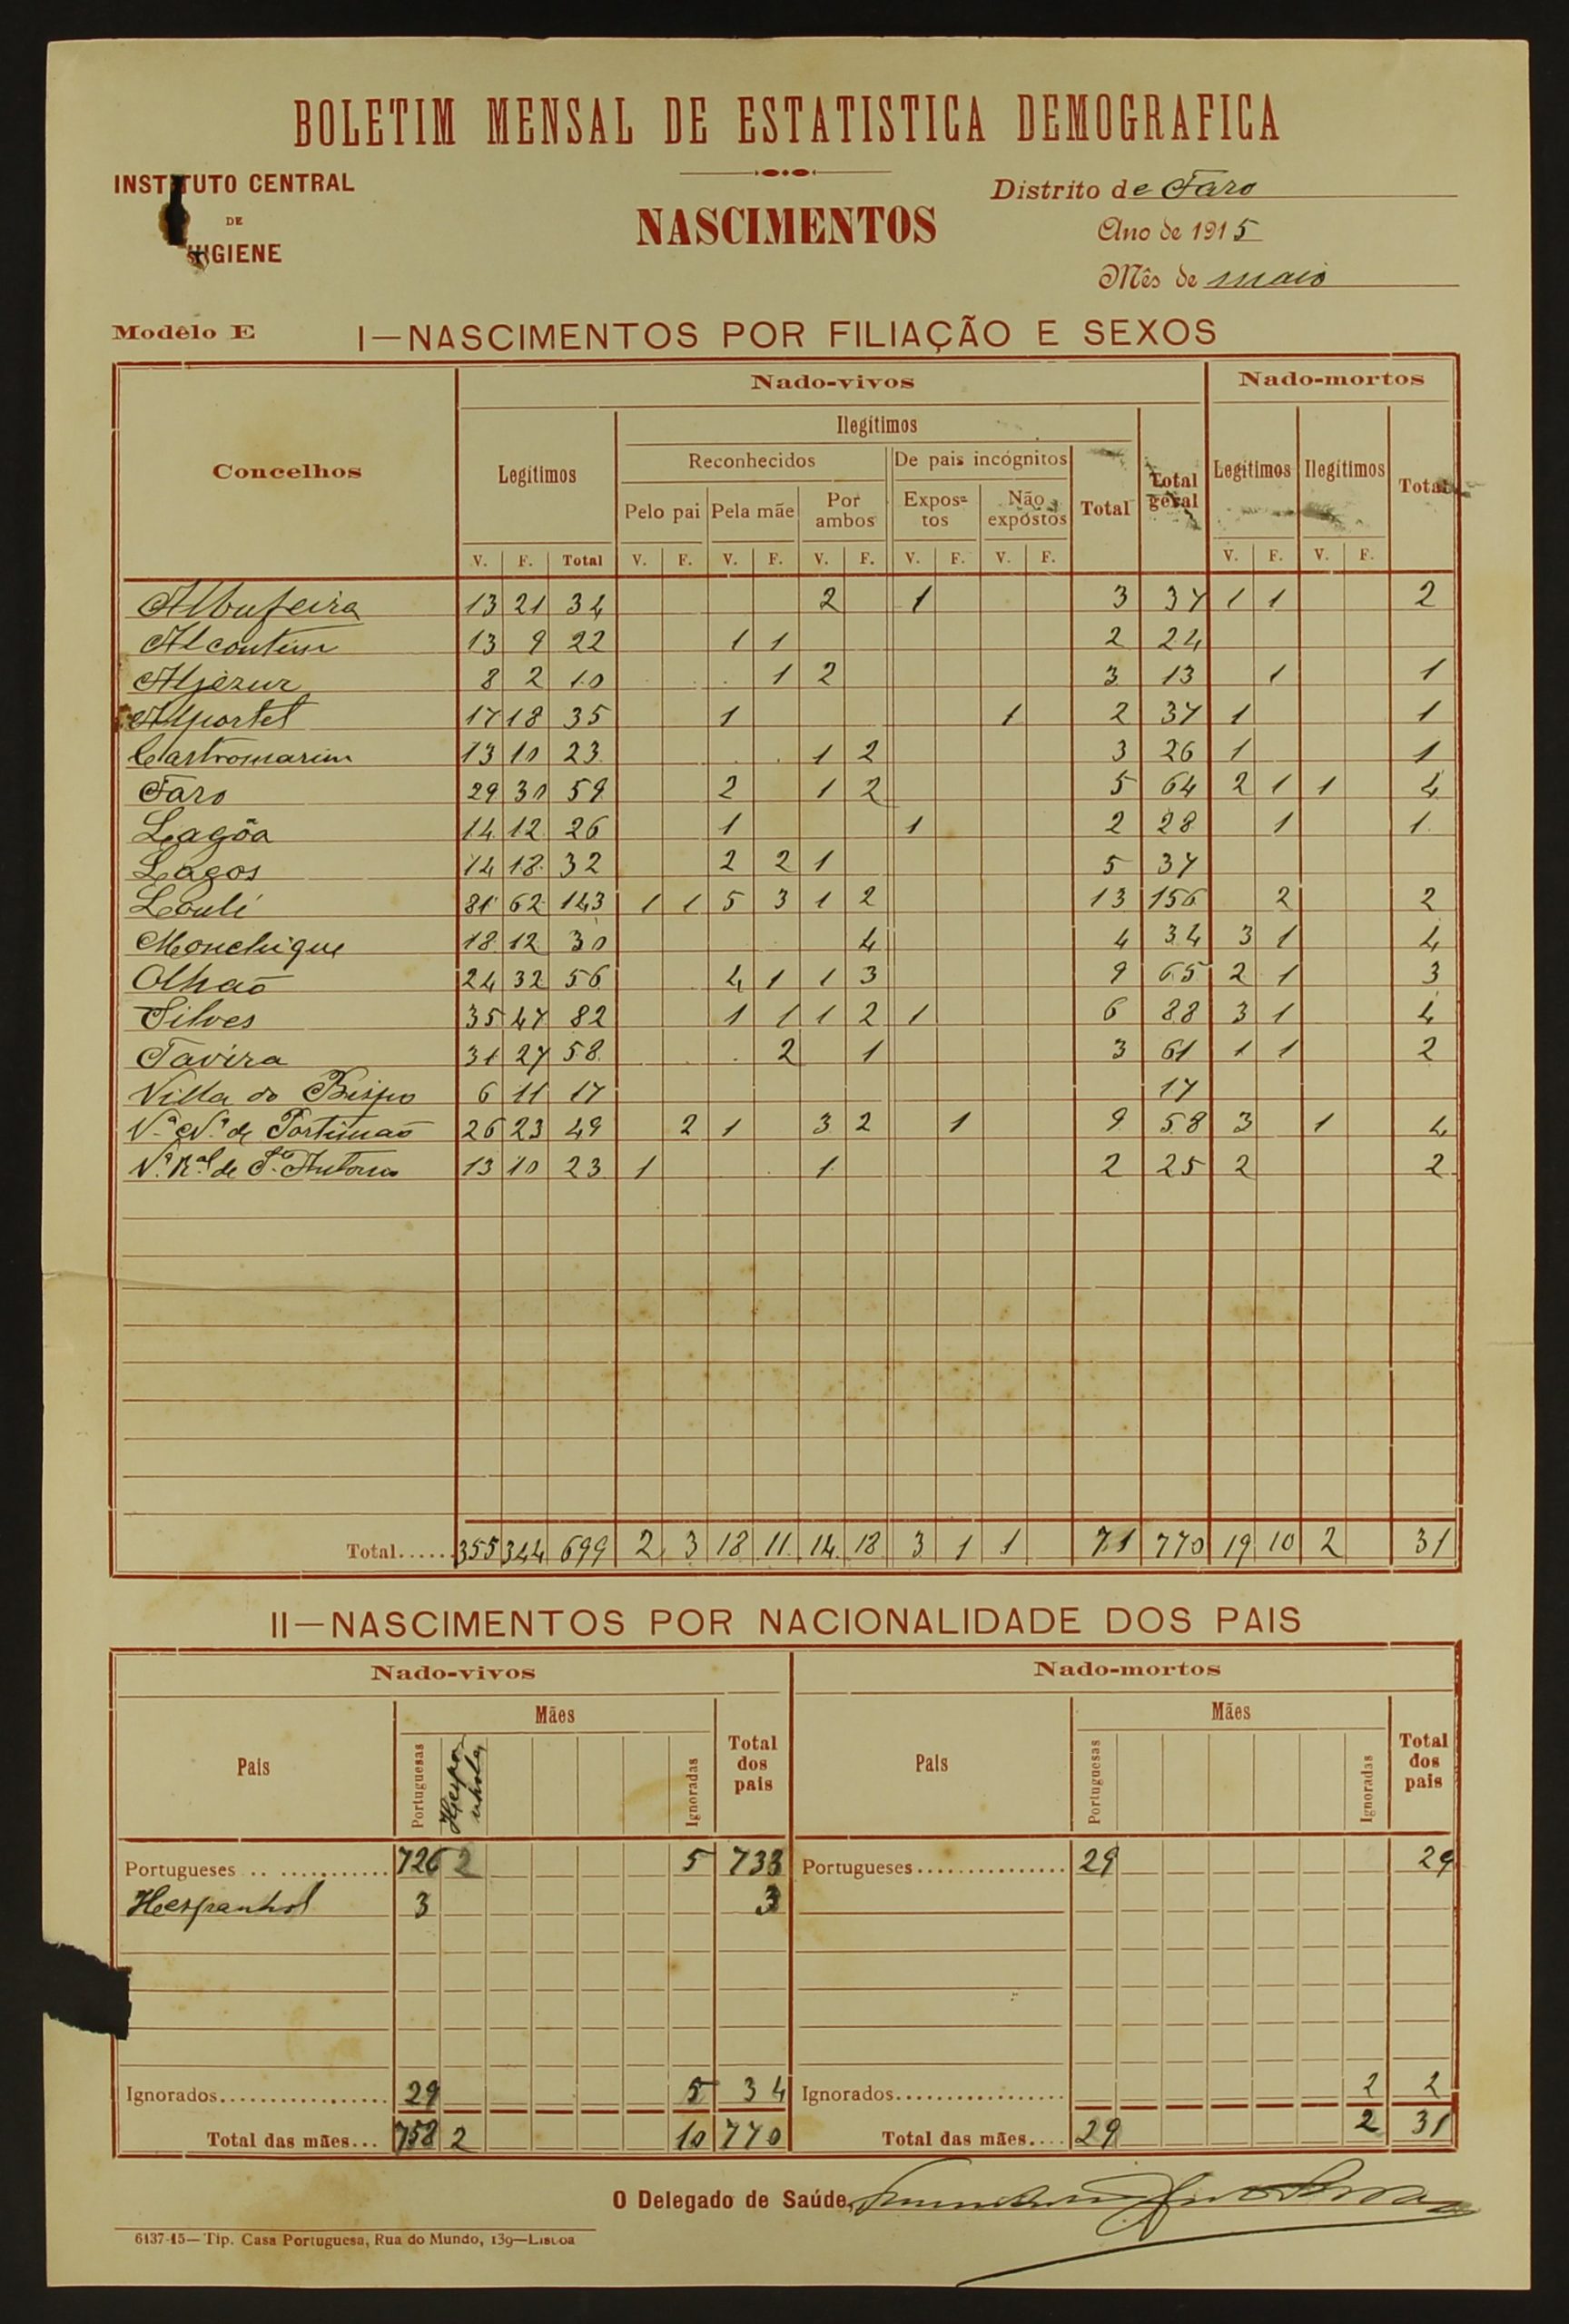 BOLETIM MENSAL DE ESTATISTICA DEMOGRAFICA
INSTITUTO CENTRAL
DE
HIGIENE
NASCIMENTOS
Distrito de Faro
Ano de 1915
Mês de maio
Modêlo E
I—NASCIMENTOS POR FILIAÇÃO E SEXOS
Concelhos Nado-vivos Nado-mortos
Legítimos Ilegítimos Total geral Legítimos Ilegítimos Total
Reconhecidos De pais incógnitos Total
Pelo pai Pela mãe Por ambos Expos-tos Não expostos
V. F. Total V. F. V. F. V. F. V. F. V. F. V. F. V. F.
Albufeira 13 21 34 2 1 3 37 1 1 2
Alcoutim 13 9 22 1 1 2 24
Aljezur 8 2 10 1 2 3 13 1 1
Alportel 17 18 35 1 1 2 37 1 1
Castromarim 13 10 23 1 2 3 26 1 1
Faro 29 30 59 2 1 2 5 64 2 1 1 4
Lagôa 14 12 26 1 1 2 28 1 1
Lagos 14 18 32 2 2 1 5 37
Loulé 81 62 143 1 1 5 3 1 2 13 156 2 2
Monchique 18 12 30 4 4 34 3 1 4
Olhaõ 24 32 56 4 1 1 3 9 65 2 1 3
Silves 35 47 82 1 1 1 2 1 6 88 3 1 4
Tavira 31 27 58 2 1 3 61 1 1 2
Villa do Bispo 6 11 17 17
V.ª N.ª de Portimaõ 26 23 49 2 1 3 2 1 9 58 3 1 4
V.ª R.al de S.to Antonio 13 10 23 1 1 2 25 2 2
Total...... 355 344 699 2 3 18 11 14 18 3 1 1 71 770 19 10 2 31
II—NASCIMENTOS POR NACIONALIDADE DOS PAIS
Nado-vivos Nado-mortos
Pais Mães Total dos pais Pais Mães Total dos pais
Portuguesas Hespanholas Ignoradas Portuguesas Ignoradas
Portugueses .. ........... 726 2 5 733 Portugueses............... 29 29
Hespanhol 3 3
Ignorados................. 29 5 34 Ignorados................. 2 2
Total das mães... 758 2 10 770 Total das mães.... 29 2 31
O Delegado de Saúde,
6137-15—Tip. Casa Portuguesa, Rua do Mundo, 139—Lisboa